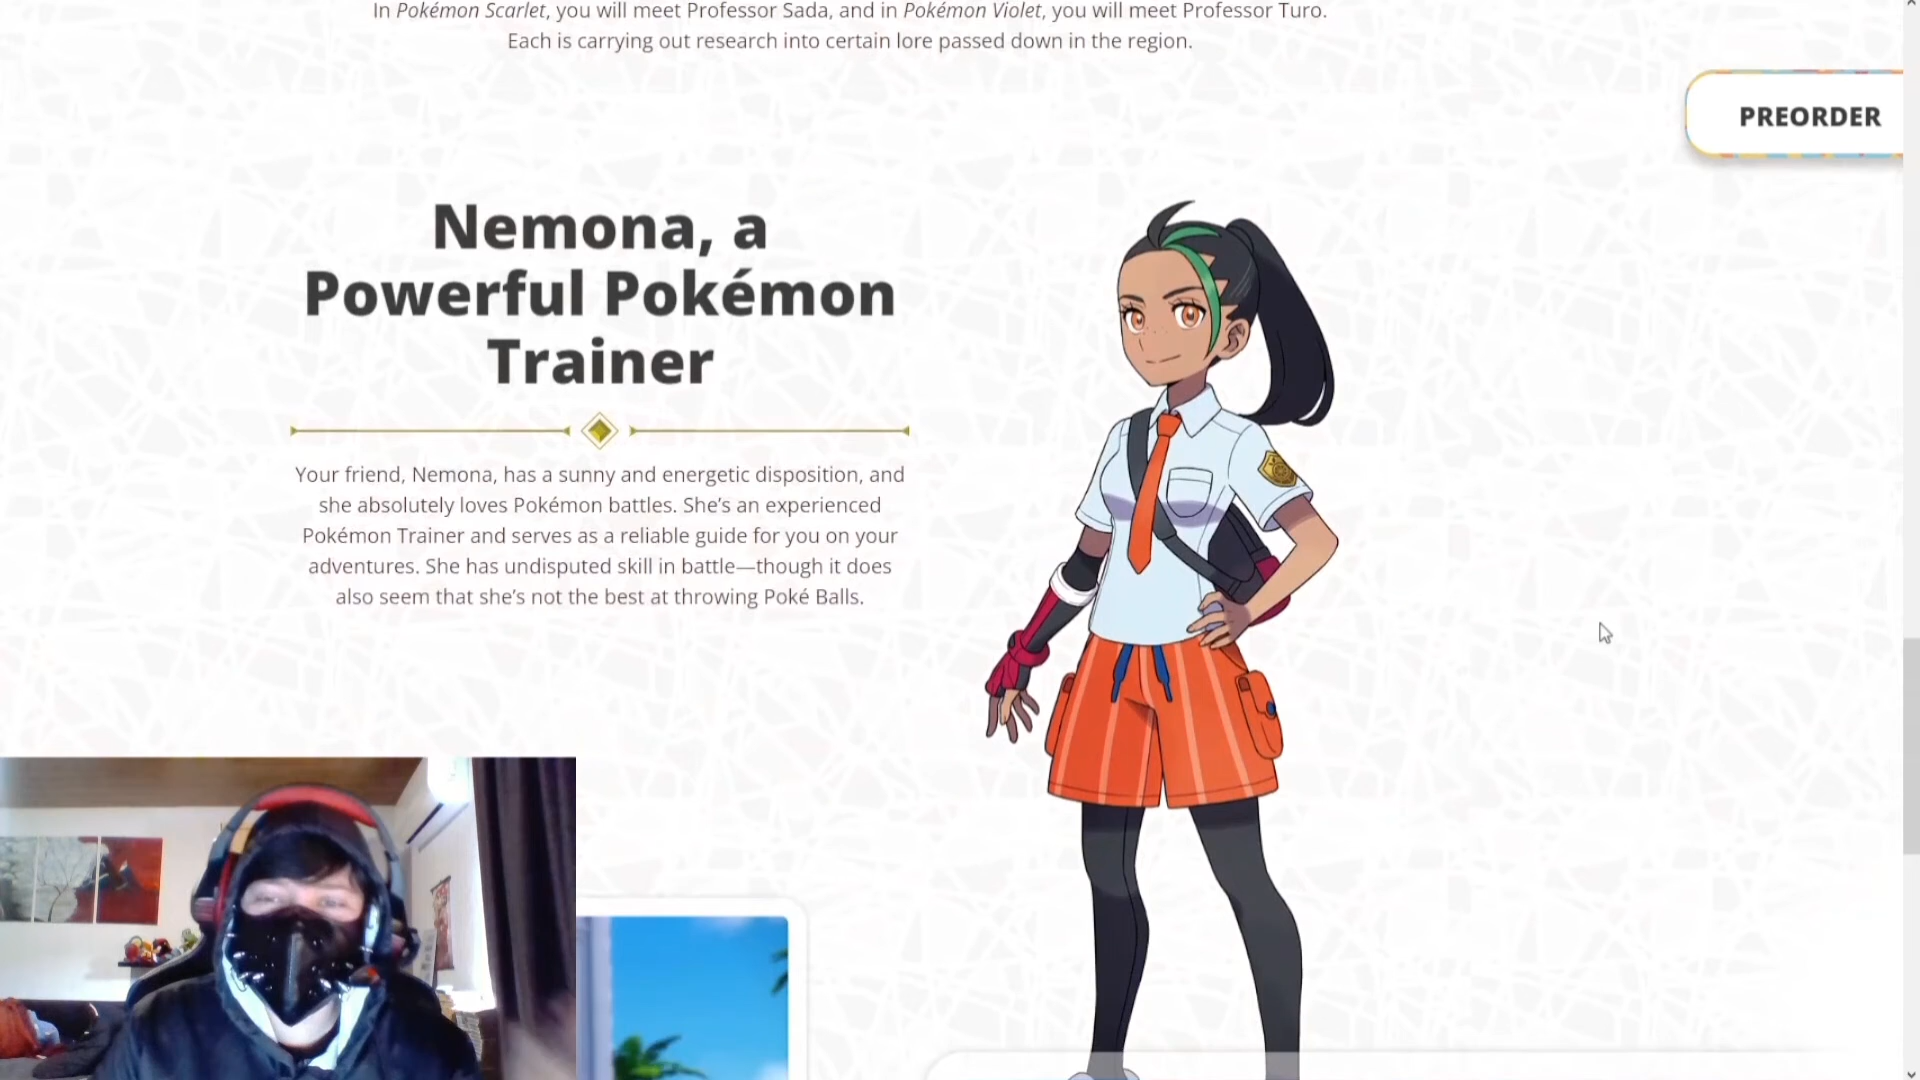 In Pokémon Scarlet, you will meet Professor Sada, and in Pokémon Violet, you will meet Professor Turo.
Each is carrying out research into certain lore passed down in the region.
PREORDER
Nemona, a
Powerful Pokémon
Trainer
Your friend, Nemona, has a sunny and energetic disposition, and
she absolutely loves Pokémon battles. She’s an experienced
Pokémon Trainer and serves as a reliable guide for you on your
adventures. She has undisputed skill in battle—though it does
also seem that she’s not the best at throwing Poké Balls.